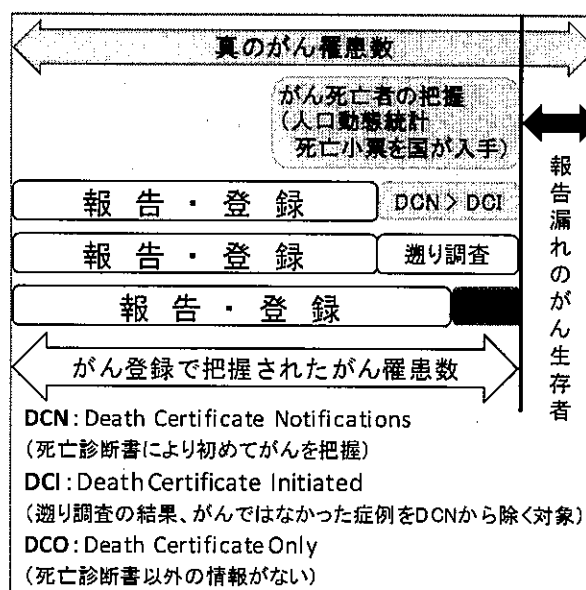 真のがん罹患数
がん死亡者の把握
(人口動態統計
死亡小票を国が入手)
報告・登録
DCN > DCI
報告・登録
遡り調査
報告・登録
がん登録で把握されたがん罹患数
報告漏れのがん生存者
DCN：Death Certificate Notifications
(死亡診断書により初めてがんを把握)
DCI：Death Certificate Initiated
(遡り調査の結果、がんではなかった症例をDCNから除く対象)
DCO：Death Certificate Only
(死亡診断書以外の情報がない)